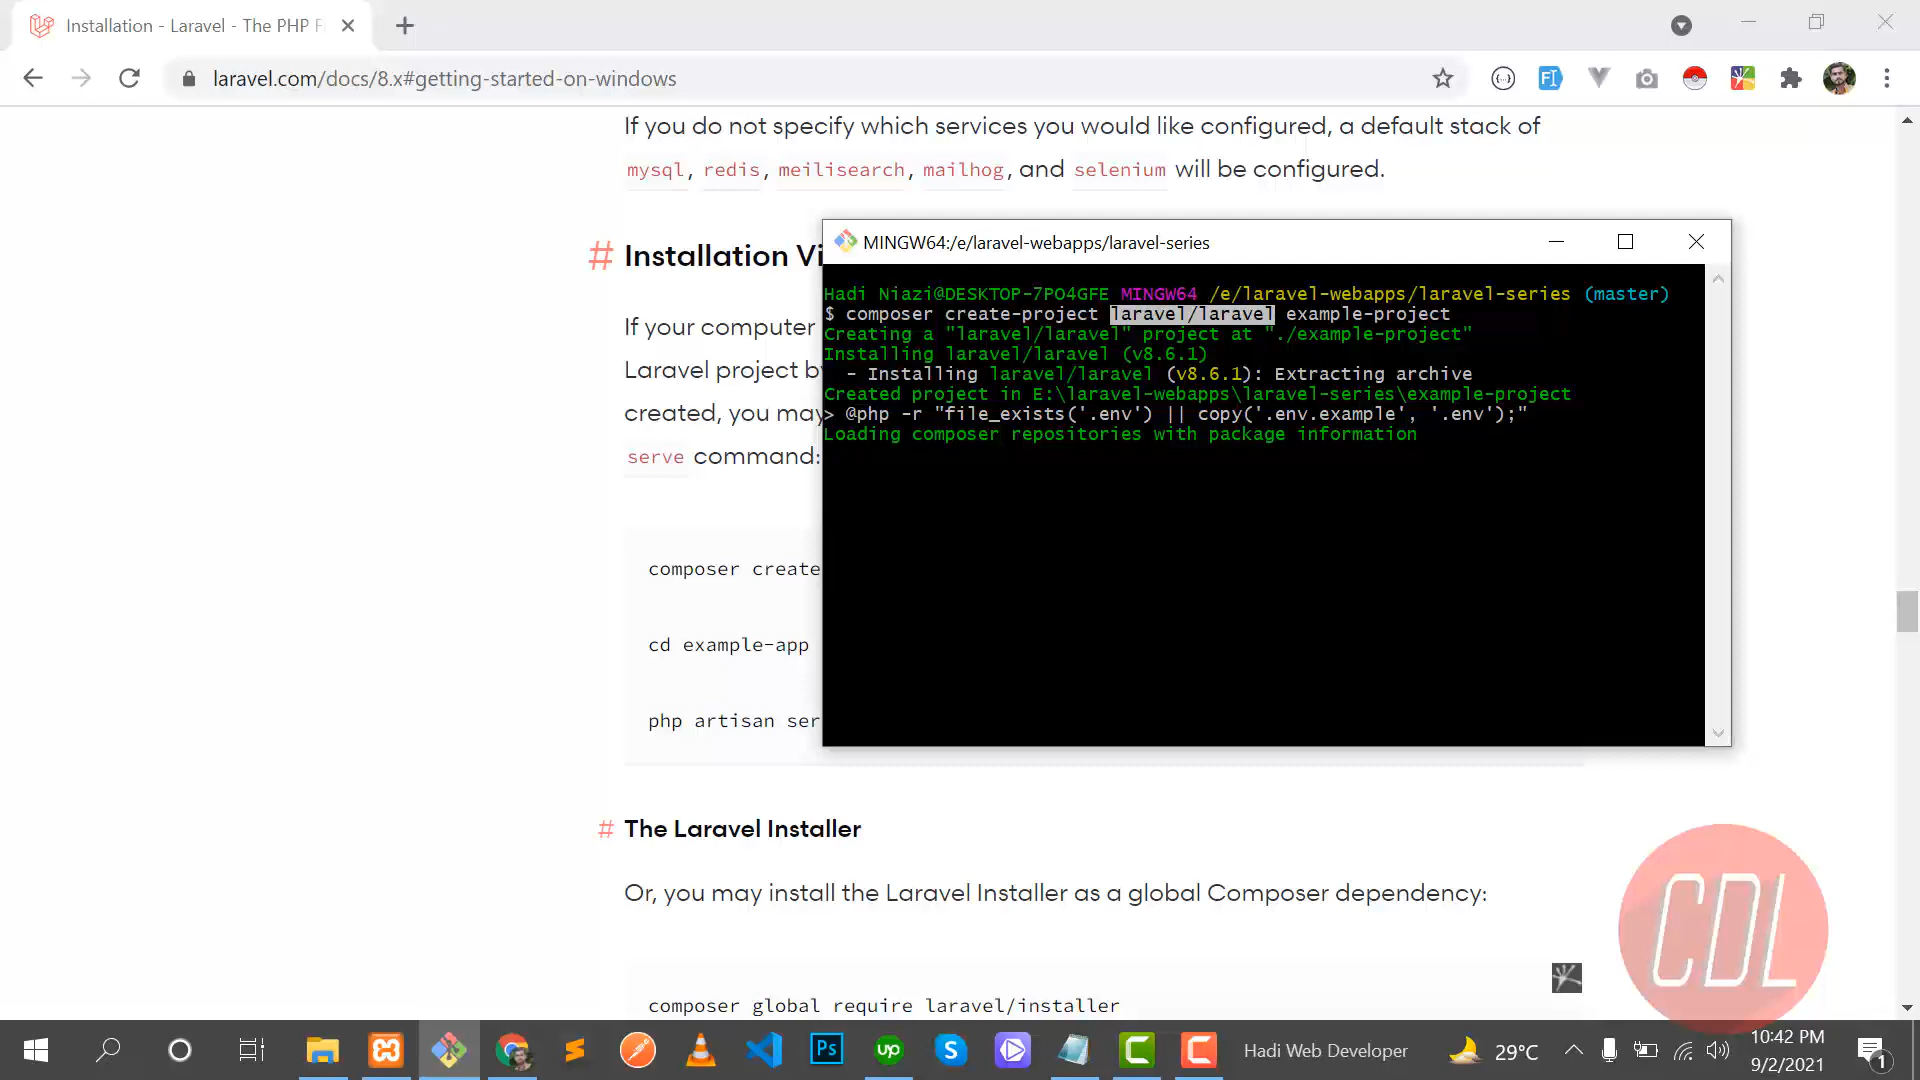 Installation - Laravel - The PHP F
laravel.com/docs/8.x#getting-started-on-windows
If you do not specify which services you would like configured, a default stack of
mysql, redis, meilisearch, mailhog, and selenium will be configured.
# Installation Vi
If your computer
Laravel project by
created, you may
serve command:
composer create
cd example-app
php artisan ser
MINGW64:/e/laravel-webapps/laravel-series
Hadi Niazi@DESKTOP-7PO4GFE MINGW64 /e/laravel-webapps/laravel-series (master)
$ composer create-project laravel/laravel example-project
Creating a "laravel/laravel" project at "./example-project"
Installing laravel/laravel (v8.6.1)
- Installing laravel/laravel (v8.6.1): Extracting archive
Created project in E:\laravel-webapps\laravel-series\example-project
> @php -r "file_exists('.env') || copy('.env.example', '.env');"
Loading composer repositories with package information
# The Laravel Installer
Or, you may install the Laravel Installer as a global Composer dependency:
composer global require laravel/installer
CDL
Ps
up
Hadi Web Developer
29°C
10:42 PM
9/2/2021
1